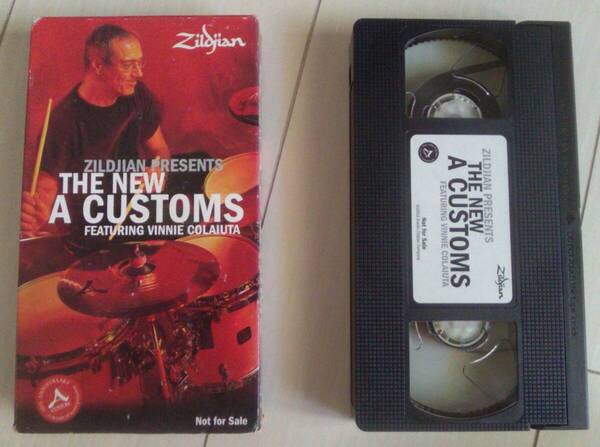 Zildjian
ZILDJIAN PRESENTS
THE NEW
A CUSTOMS
FEATURING VINNIE COLAIUTA
ANNIVERSARY
Not for Sale
ZILDJIAN PRESENTS
THE NEW
A CUSTOMS
FEATURING VINNIE COLAIUTA
Not for Sale
Zildjian